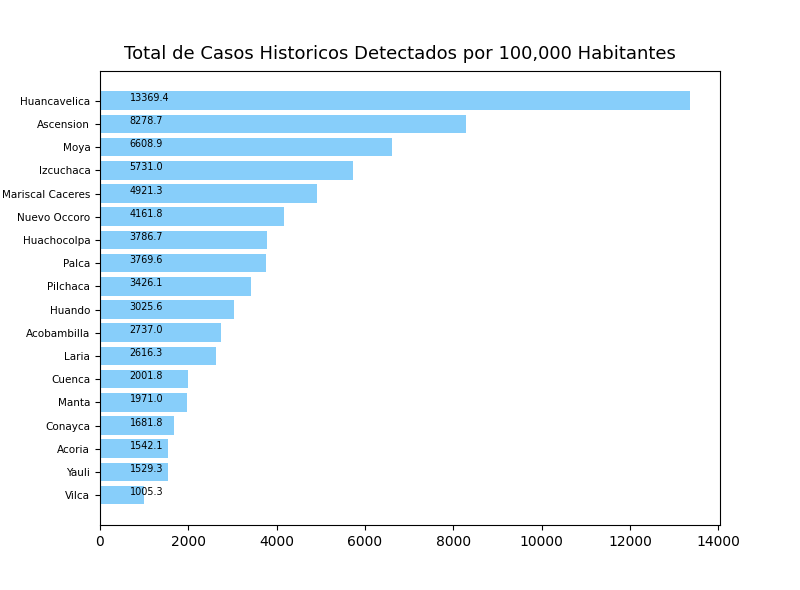 Total de Casos Historicos Detectados por 100,000 Habitantes
Huancavelica 13369.4
Ascension 8278.7
Moya 6608.9
Izcuchaca 5731.0
Mariscal Caceres 4921.3
Nuevo Occoro 4161.8
Huachocolpa 3786.7
Palca 3769.6
Pilchaca 3426.1
Huando 3025.6
Acobambilla 2737.0
Laria 2616.3
Cuenca 2001.8
Manta 1971.0
Conayca 1681.8
Acoria 1542.1
Yauli 1529.3
Vilca 1005.3
0 2000 4000 6000 8000 10000 12000 14000